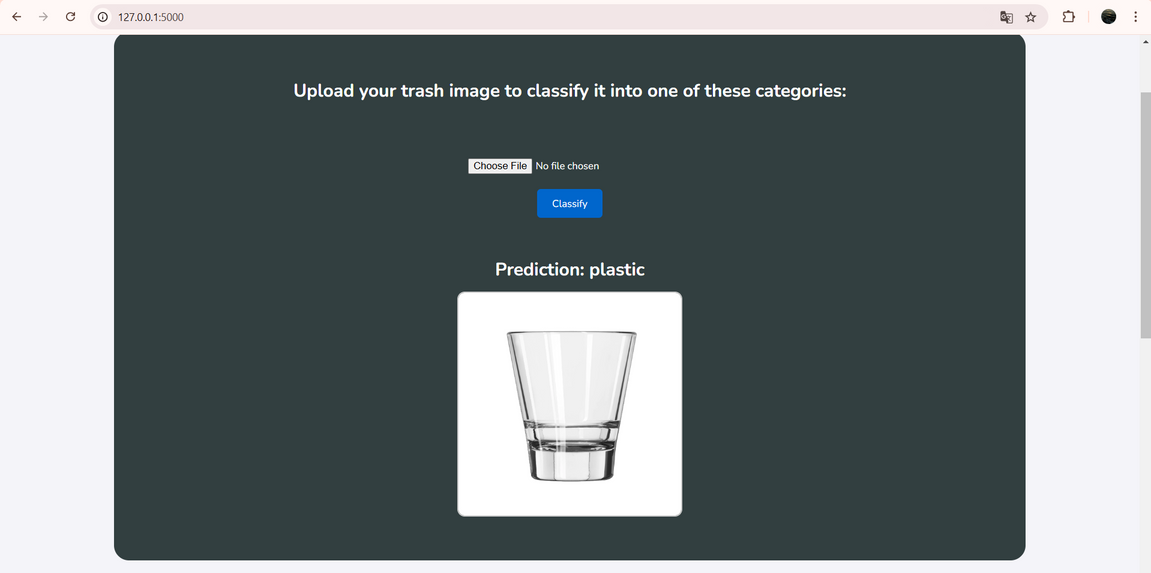 127.0.0.1:5000
Upload your trash image to classify it into one of these categories:
Choose File No file chosen
Classify
Prediction: plastic